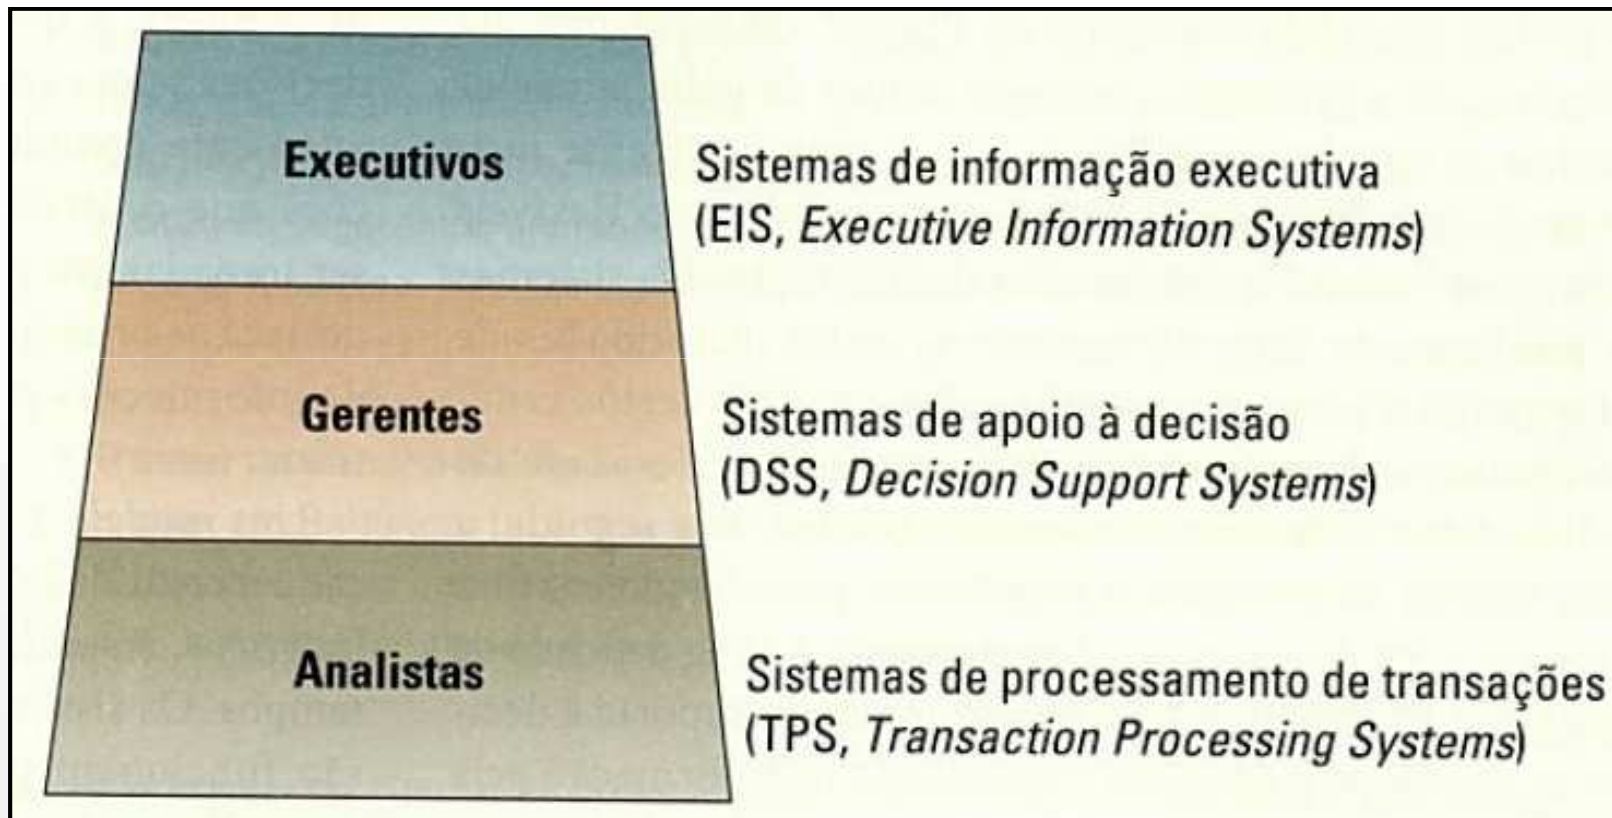 Executivos
Sistemas de informação executiva
(EIS, Executive Information Systems)
Gerentes
Sistemas de apoio à decisão
(DSS, Decision Support Systems)
Analistas
Sistemas de processamento de transações
(TPS, Transaction Processing Systems)